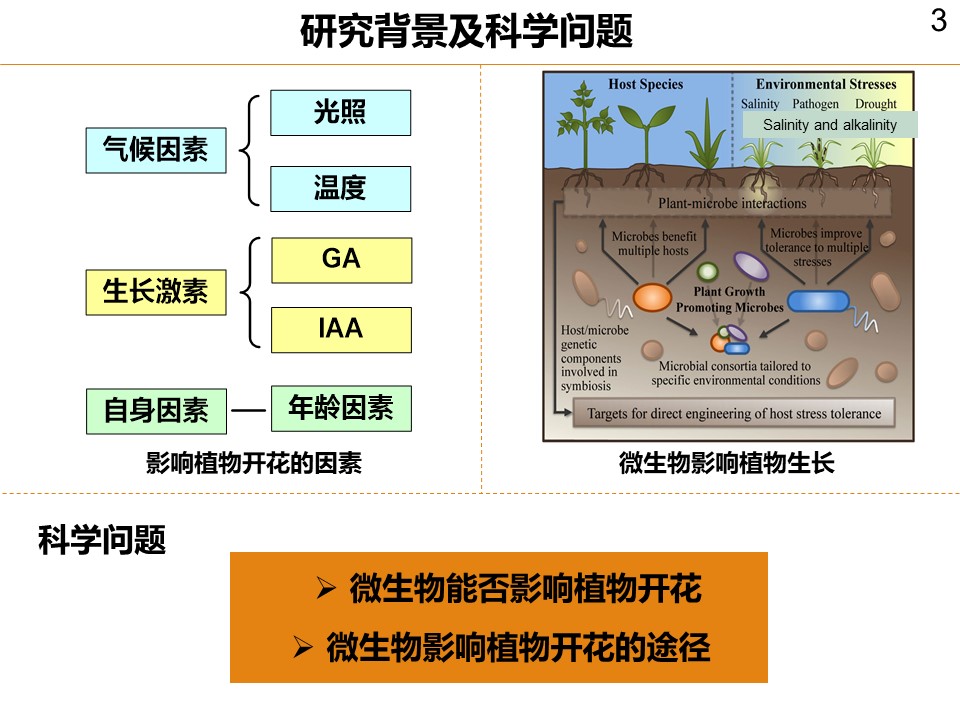 研究背景及科学问题
3
气候因素
光照
温度
生长激素
GA
IAA
自身因素
年龄因素
影响植物开花的因素
Host Species
Environmental Stresses
Salinity Pathogen Drought
Salinity and alkalinity
Plant-microbe interactions
Microbes benefit
multiple hosts
Microbes improve
tolerance to multiple
stresses
Plant Growth
Promoting Microbes
Host/microbe
genetic
components
involved in
symbiosis
Microbial consortia tailored to
specific environmental conditions
Targets for direct engineering of host stress tolerance
微生物影响植物生长
科学问题
➢ 微生物能否影响植物开花
➢ 微生物影响植物开花的途径